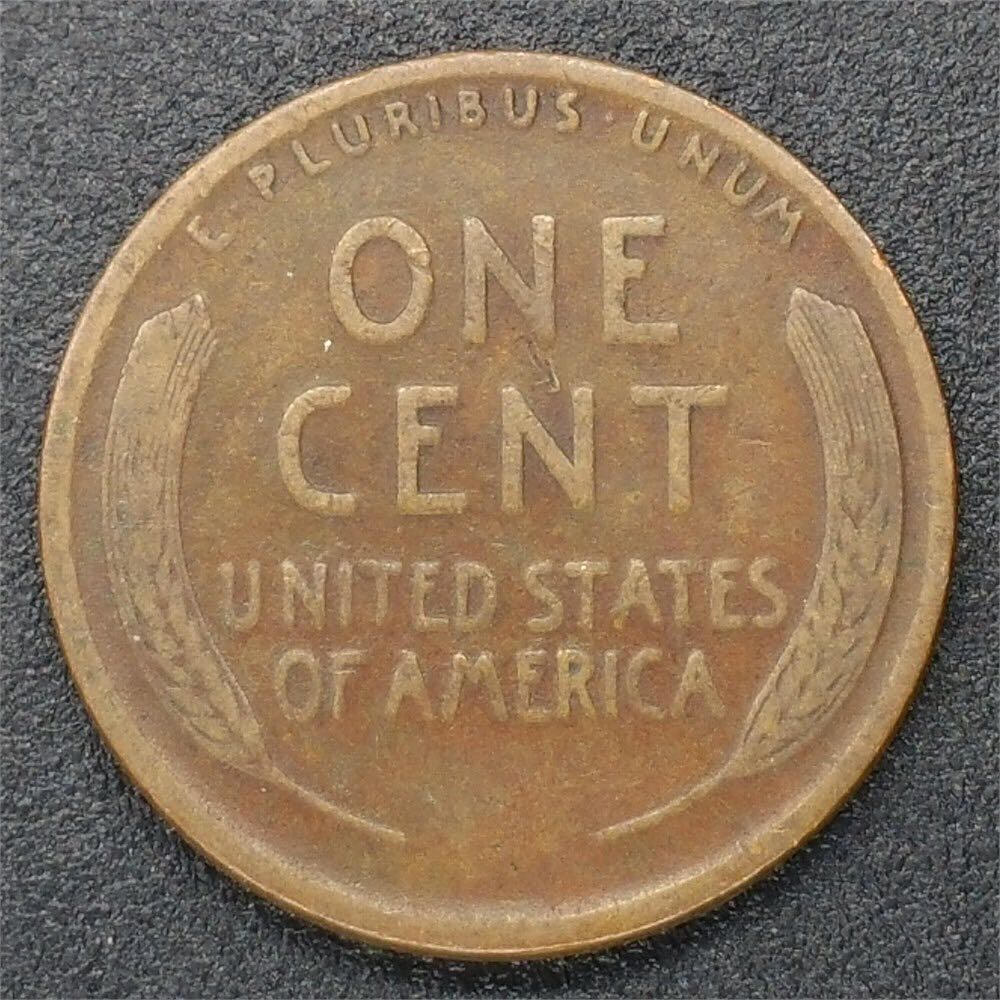 E · PLURIBUS · UNUM
ONE
CENT
UNITED STATES
OF AMERICA